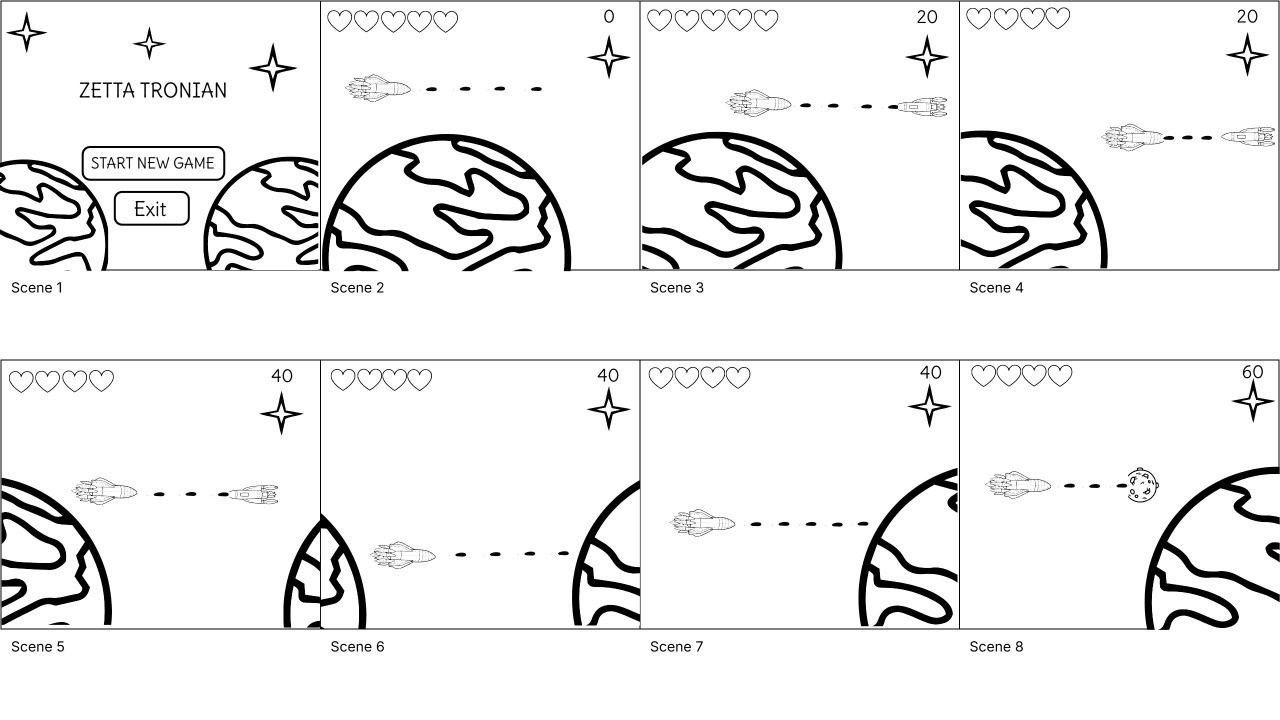 ZETTA TRONIAN
START NEW GAME
Exit
Scene 1
0
Scene 2
20
Scene 3
20
Scene 4
40
Scene 5
40
Scene 6
40
Scene 7
60
Scene 8